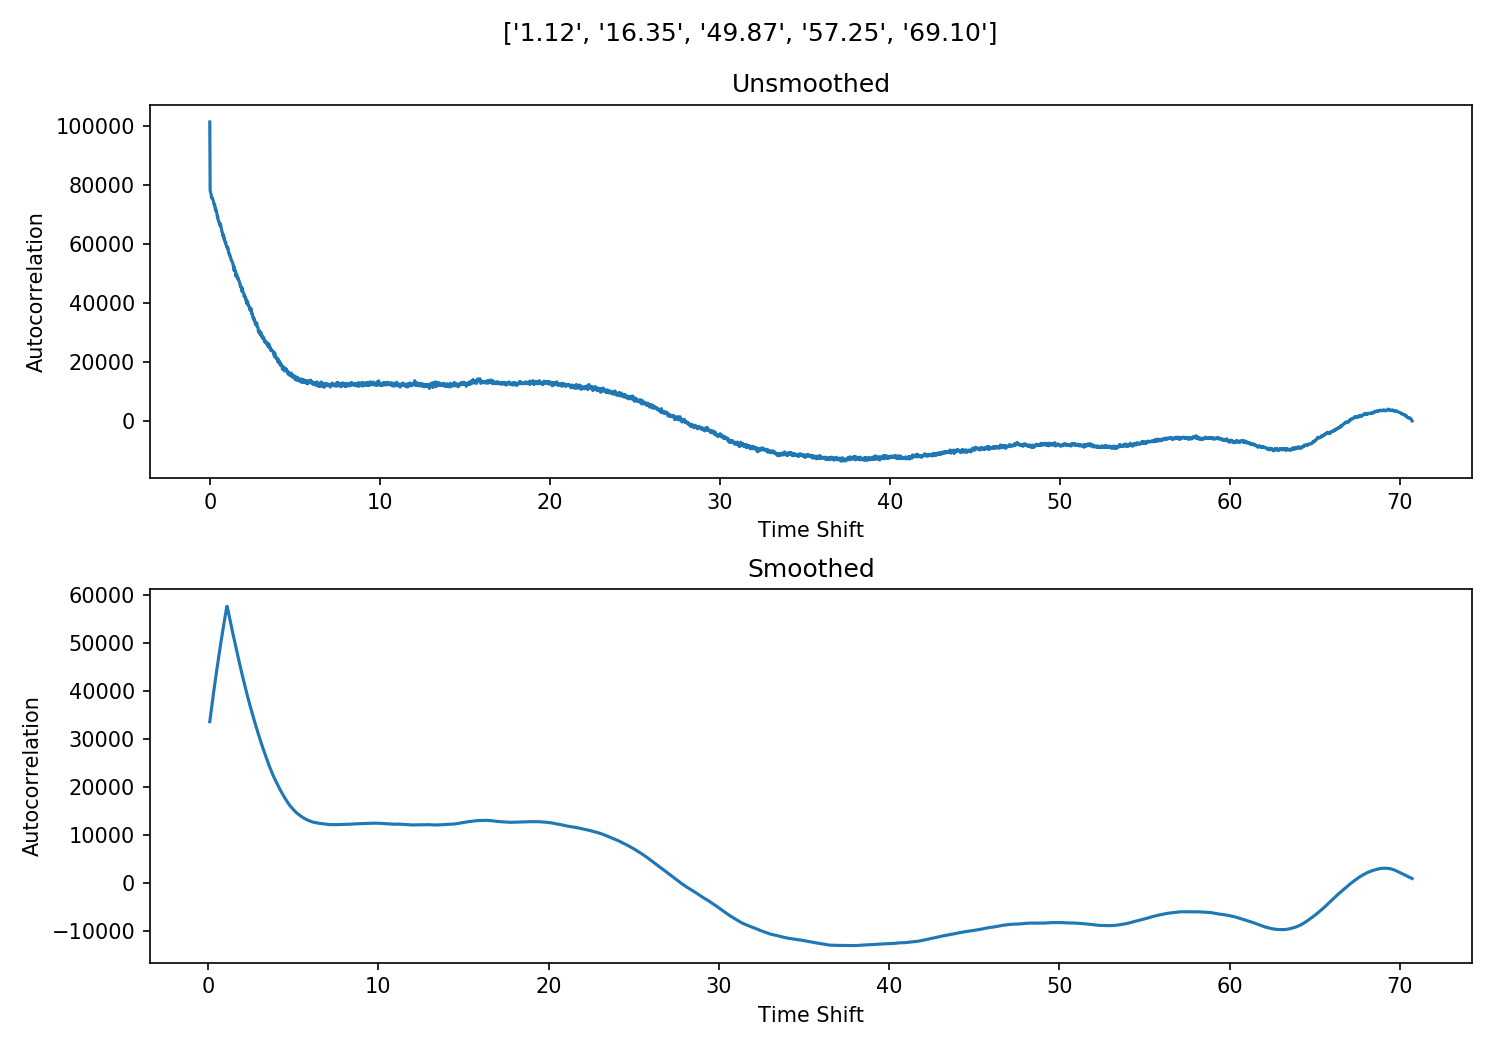 ['1.12', '16.35', '49.87', '57.25', '69.10']
Unsmoothed
100000
80000
60000
40000
20000
0
Autocorrelation
0 10 20 30 40 50 60 70
Time Shift
Smoothed
60000
50000
40000
30000
20000
10000
0
−10000
Autocorrelation
0 10 20 30 40 50 60 70
Time Shift